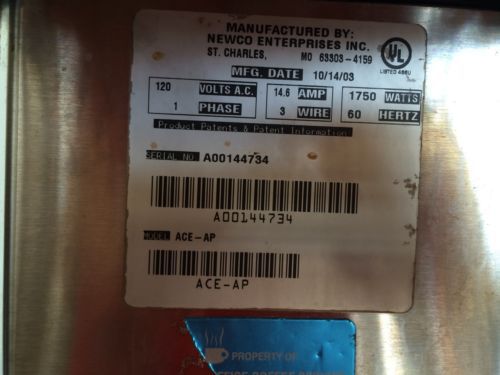 MANUFACTURED BY:
NEWCO ENTERPRISES INC.
ST. CHARLES, MO 63303-4159
UL
MFG. DATE 10/14/03
120 VOLTS A.C. 14.6 AMP 1750 WATTS
1 PHASE 3 WIRE 60 HERTZ
Product Patents & Patent Information
SERIAL NO A00144734
A00144734
MODEL ACE-AP
ACE-AP
PROPERTY OF